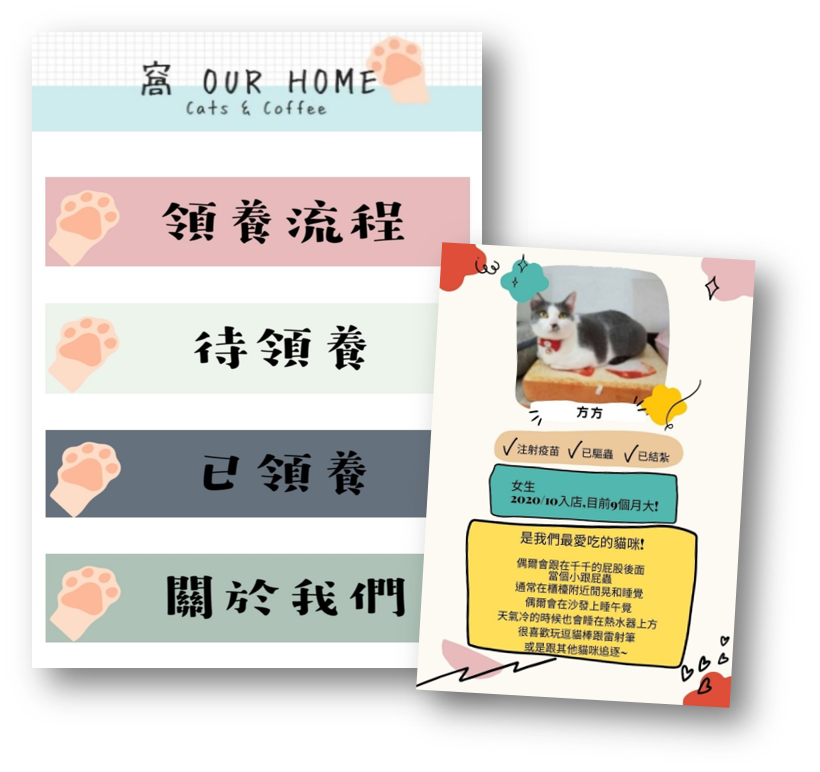 窩 OUR HOME
Cats & Coffee
領養流程
待領養
已領養
關於我們
方方
✓注射疫苗 ✓已驅蟲 ✓已結紮
女生
2020/10入店,目前9個月大!
是我們最愛吃的貓咪!
偶爾會跟在千千的屁股後面
當個小跟屁蟲
通常在櫃檯附近閒晃和睡覺
偶爾會在沙發上睡午覺
天氣冷的時候也會睡在熱水器上方
很喜歡玩逗貓棒跟雷射筆
或是跟其他貓咪追逐~